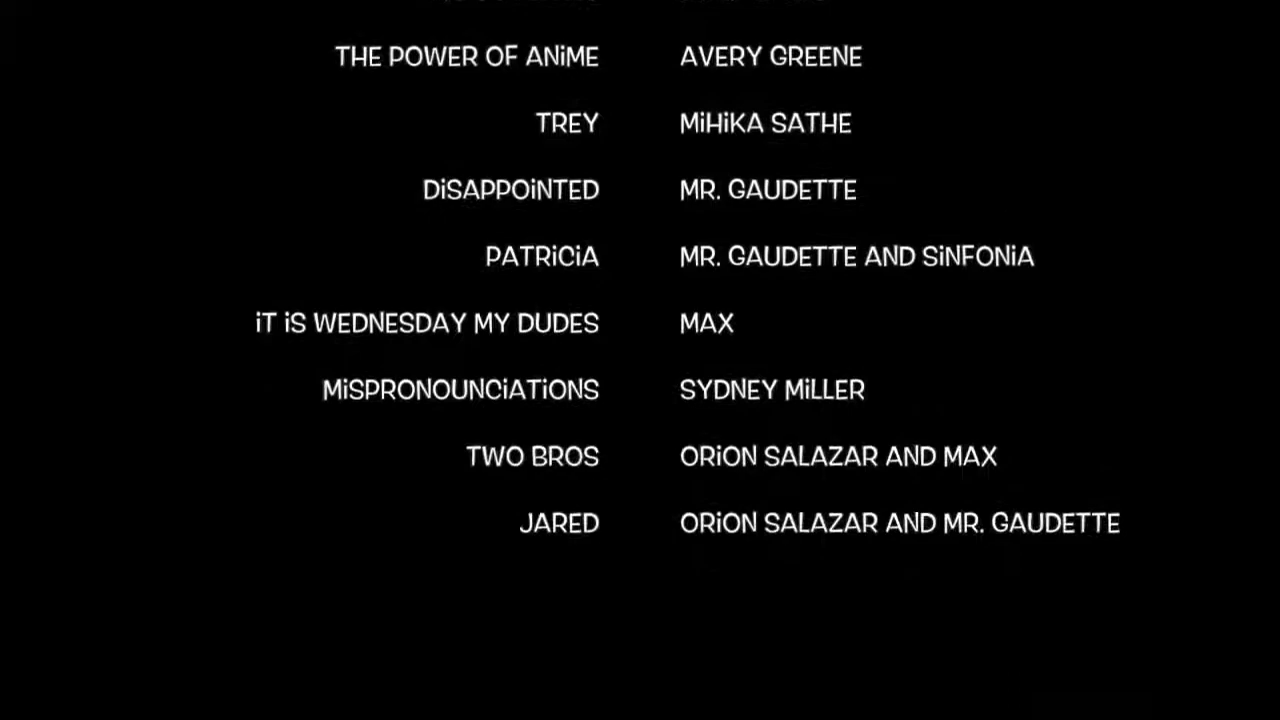 THE POWER OF ANiME AVERY GREENE
TREY MiHiKA SATHE
DiSAPPOiNTED MR. GAUDETTE
PATRiCiA MR. GAUDETTE AND SiNFONiA
iT iS WEDNESDAY MY DUDES MAX
MiSPRONOUNCiATiONS SYDNEY MiLLER
TWO BROS ORiON SALAZAR AND MAX
JARED ORiON SALAZAR AND MR. GAUDETTE